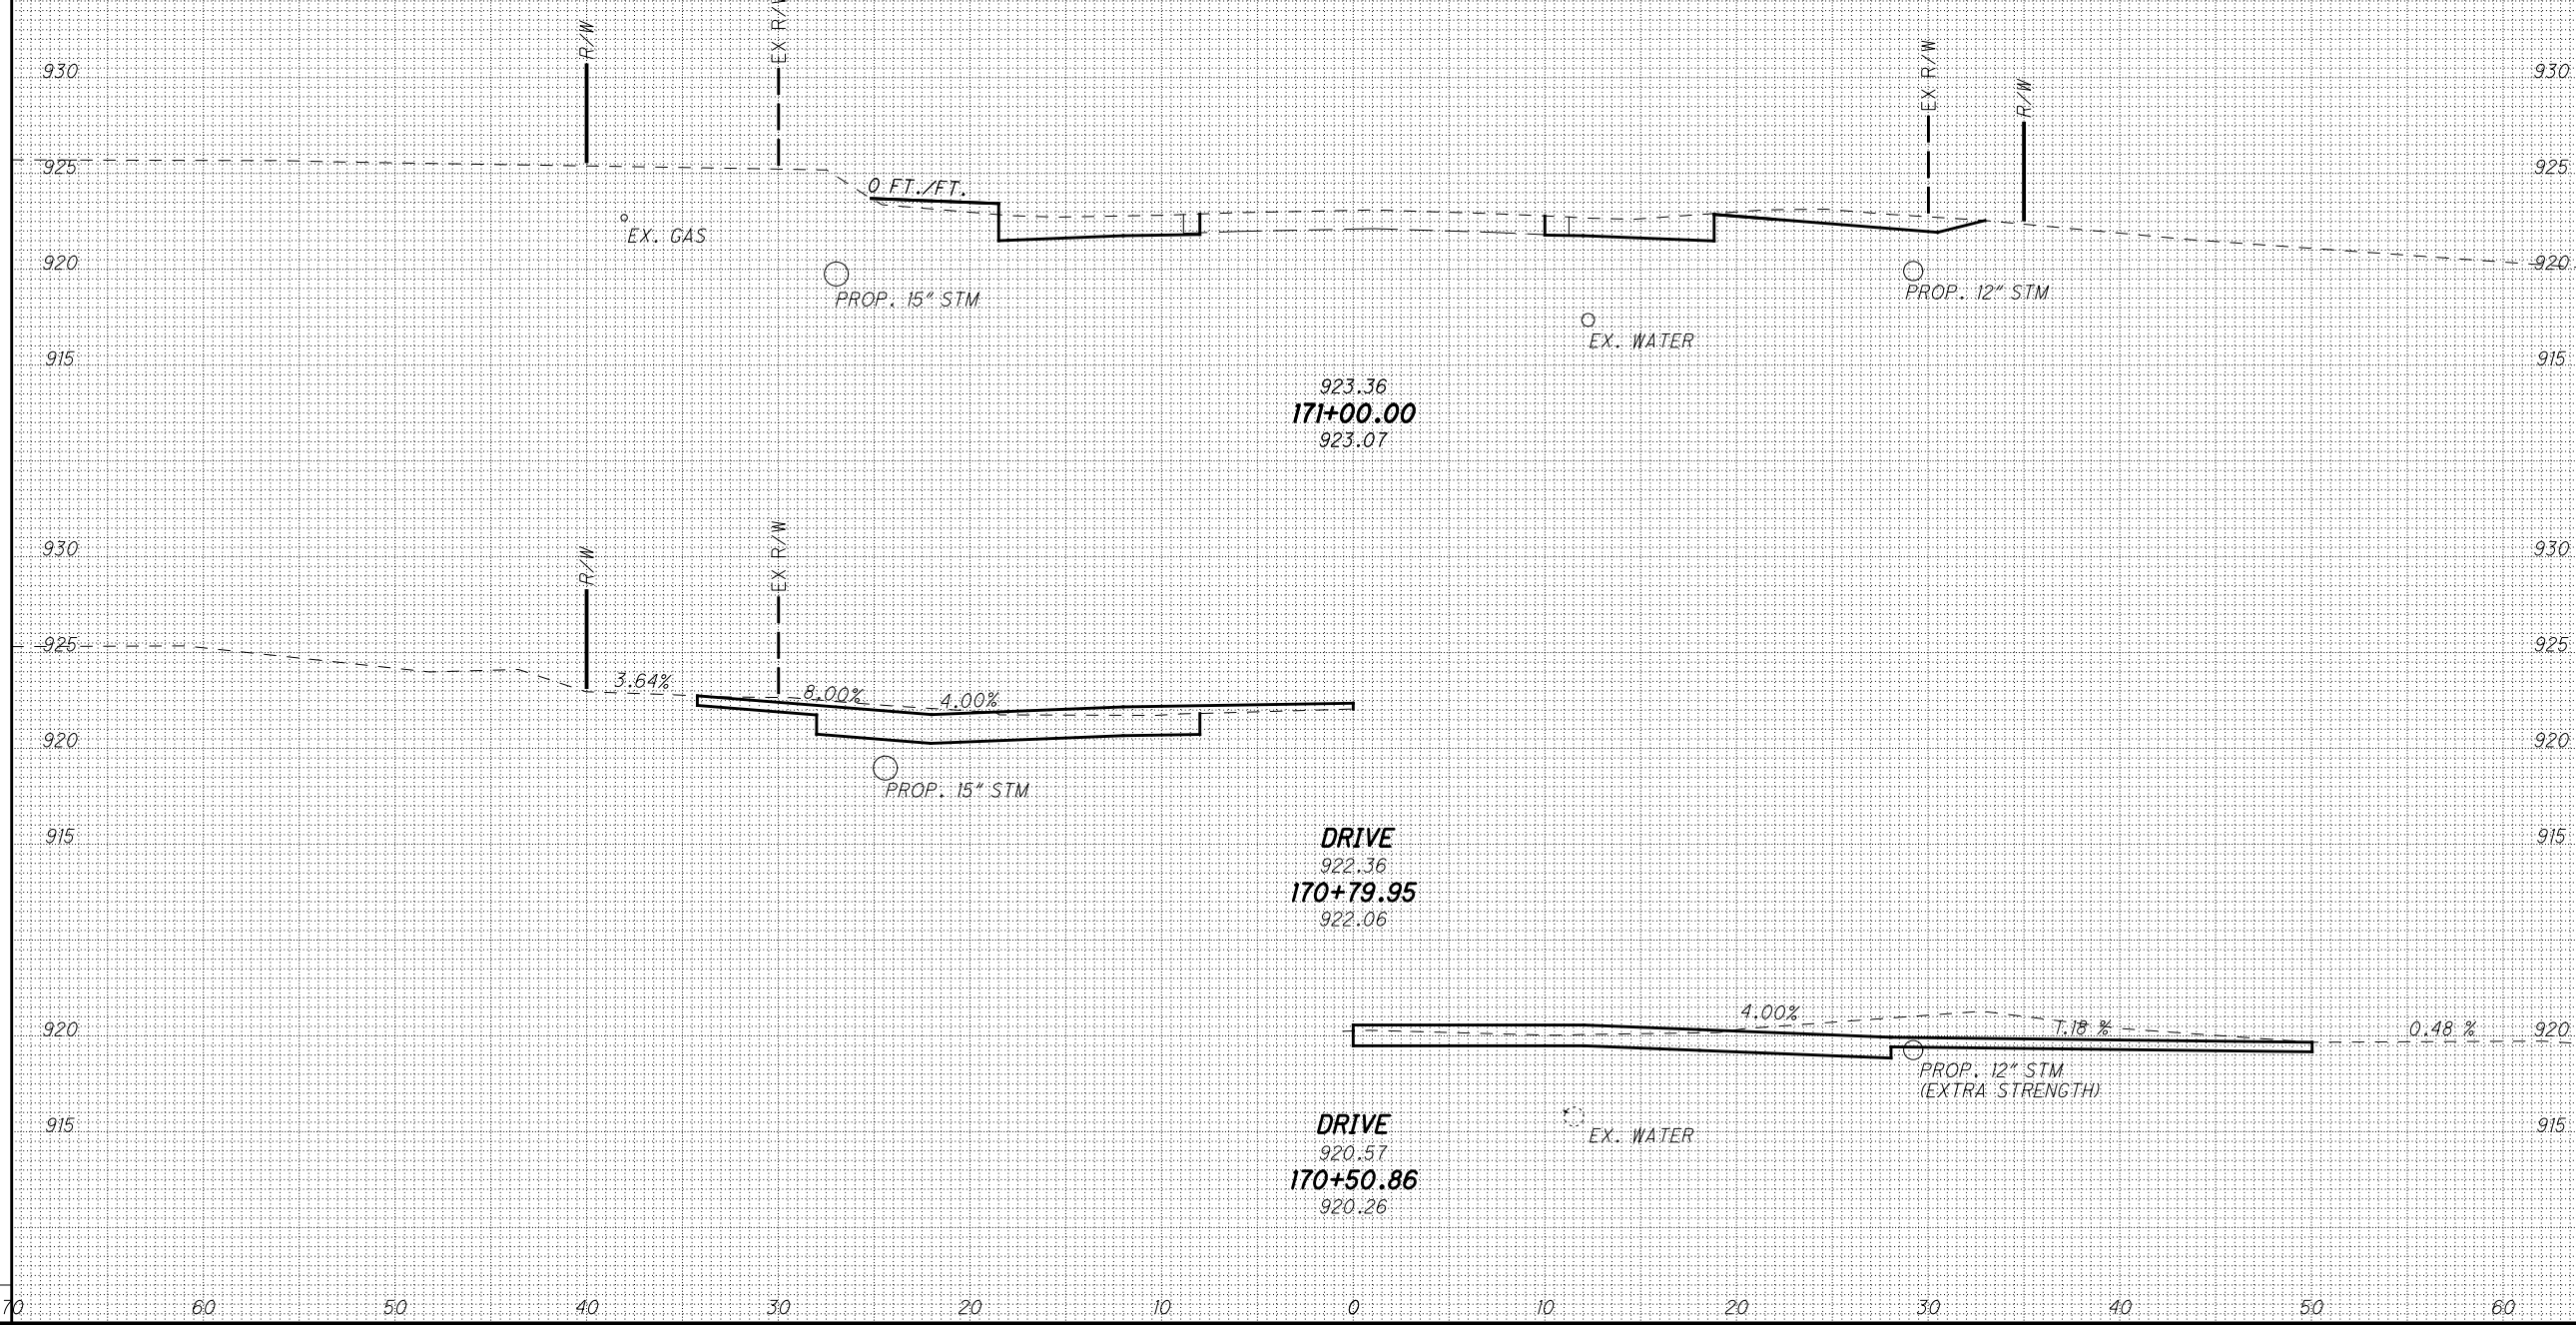 R/W
EX R/W
EX R/W
R/W
930
930
925
925
0 FT./FT.
EX. GAS
920
920
PROP. 15" STM
PROP. 12" STM
EX. WATER
915
915
923.36
171+00.00
923.07
R/W
EX R/W
930
930
925
925
3.64%
8.00%
4.00%
920
920
PROP. 15" STM
915
915
DRIVE
922.36
170+79.95
922.06
4.00%
920
1.18 %
0.48 %
920
PROP. 12" STM
(EXTRA STRENGTH)
915
915
DRIVE
EX. WATER
920.57
170+50.86
920.26
70 60 50 40 30 20 10 0 10 20 30 40 50 60